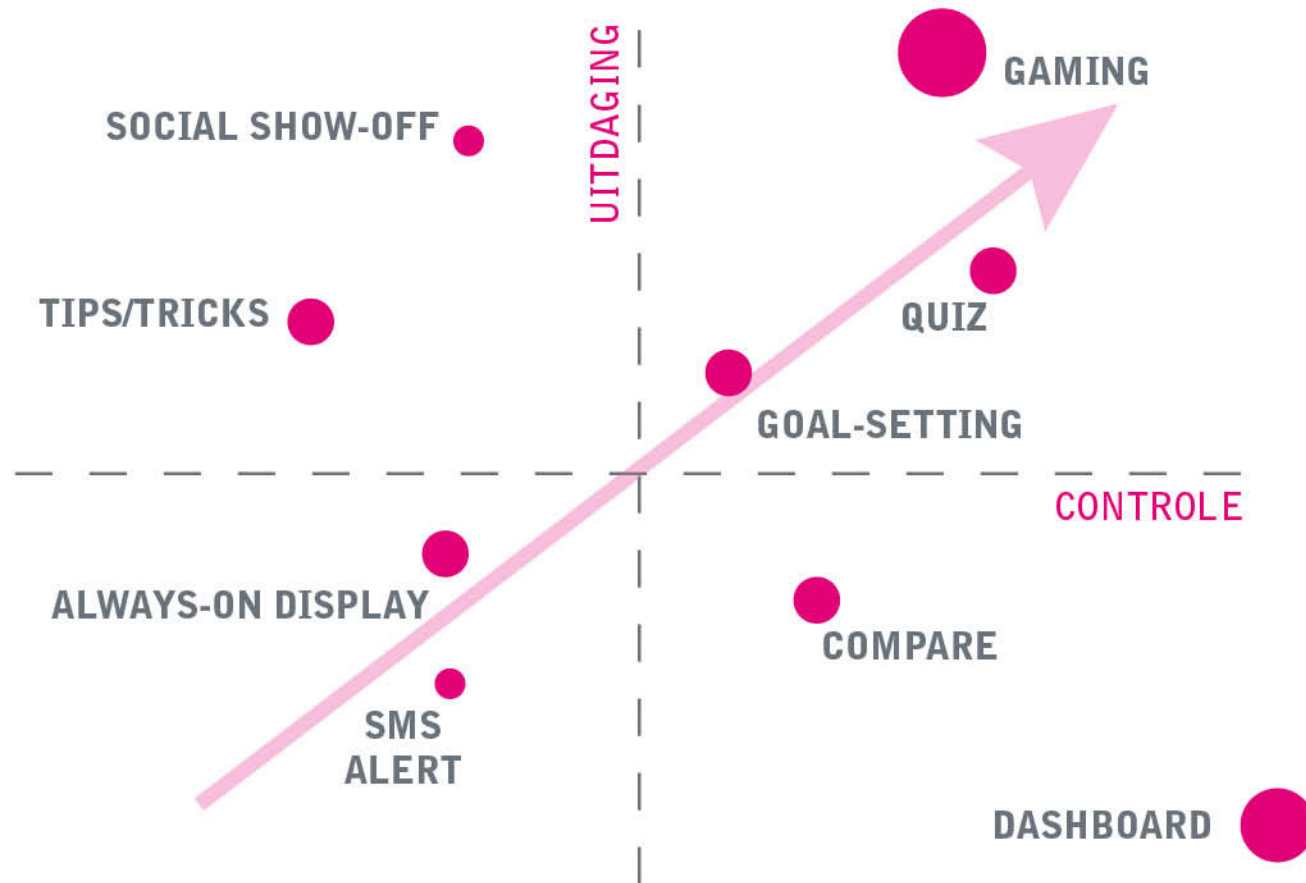 UITDAGING
GAMING
SOCIAL SHOW-OFF
TIPS/TRICKS
QUIZ
GOAL-SETTING
CONTROLE
ALWAYS-ON DISPLAY
COMPARE
SMS
ALERT
DASHBOARD